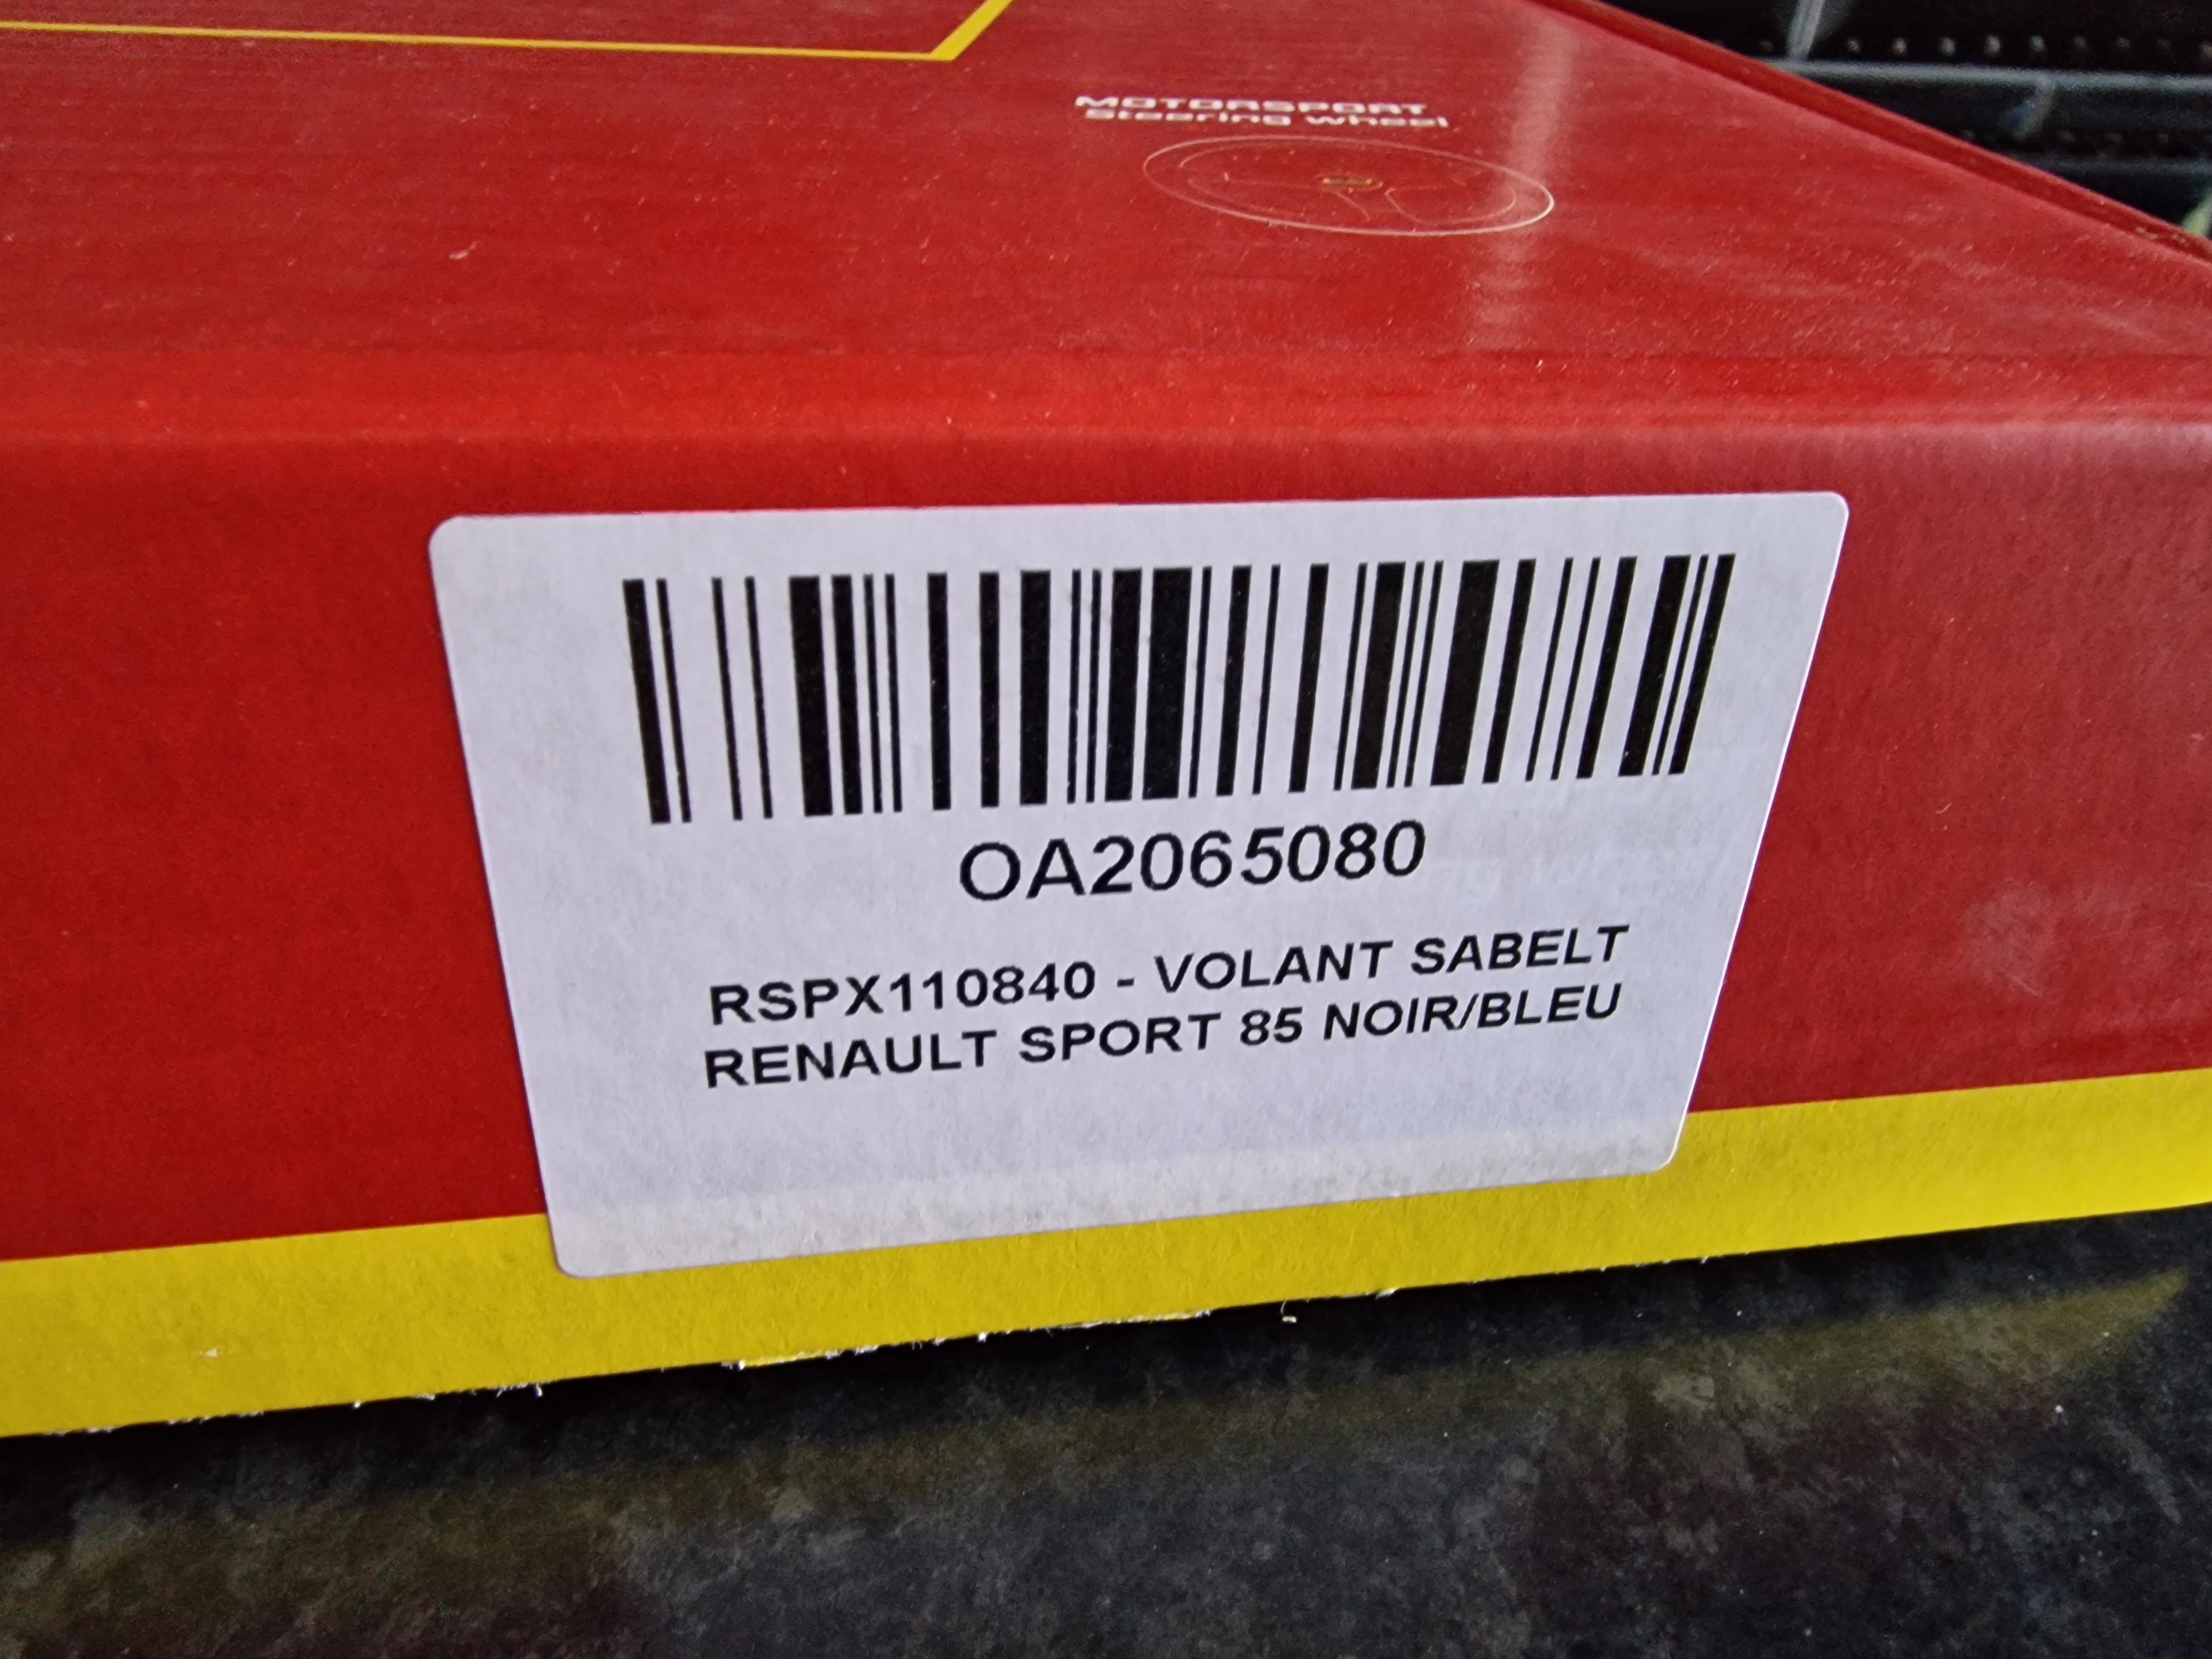 MOTORSPORT
Steering wheel
OA2065080
RSPX110840 - VOLANT SABELT
RENAULT SPORT 85 NOIR/BLEU